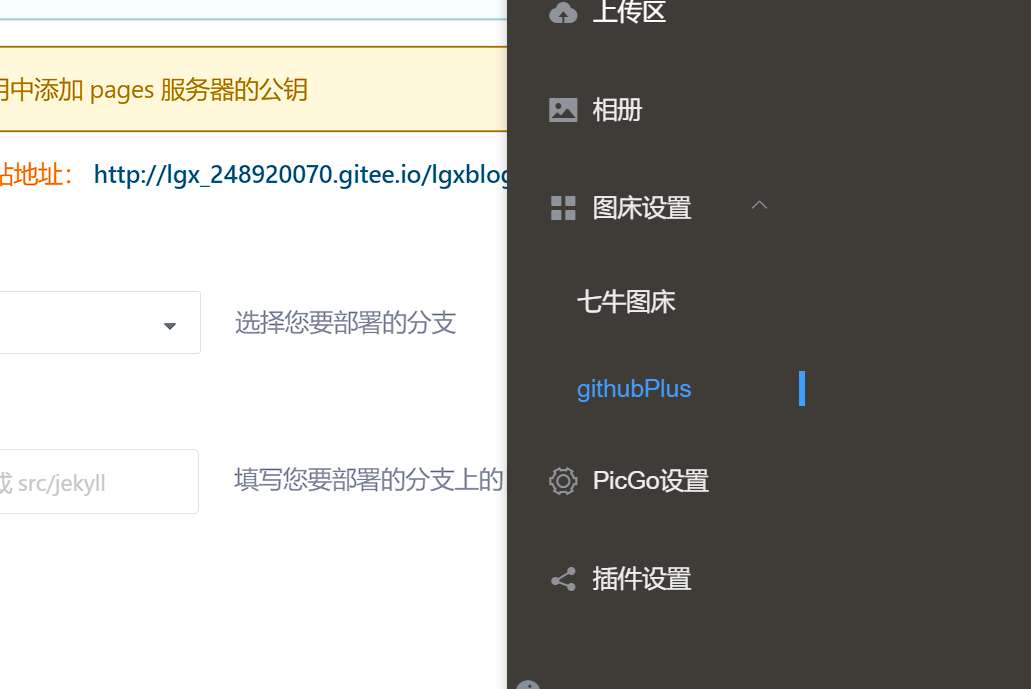 中添加 pages 服务器的公钥
地址： http://lgx_248920070.gitee.io/lgxblog
选择您要部署的分支
src/jekyll
填写您要部署的分支上的
上传区
相册
图床设置
七牛图床
githubPlus
PicGo设置
插件设置